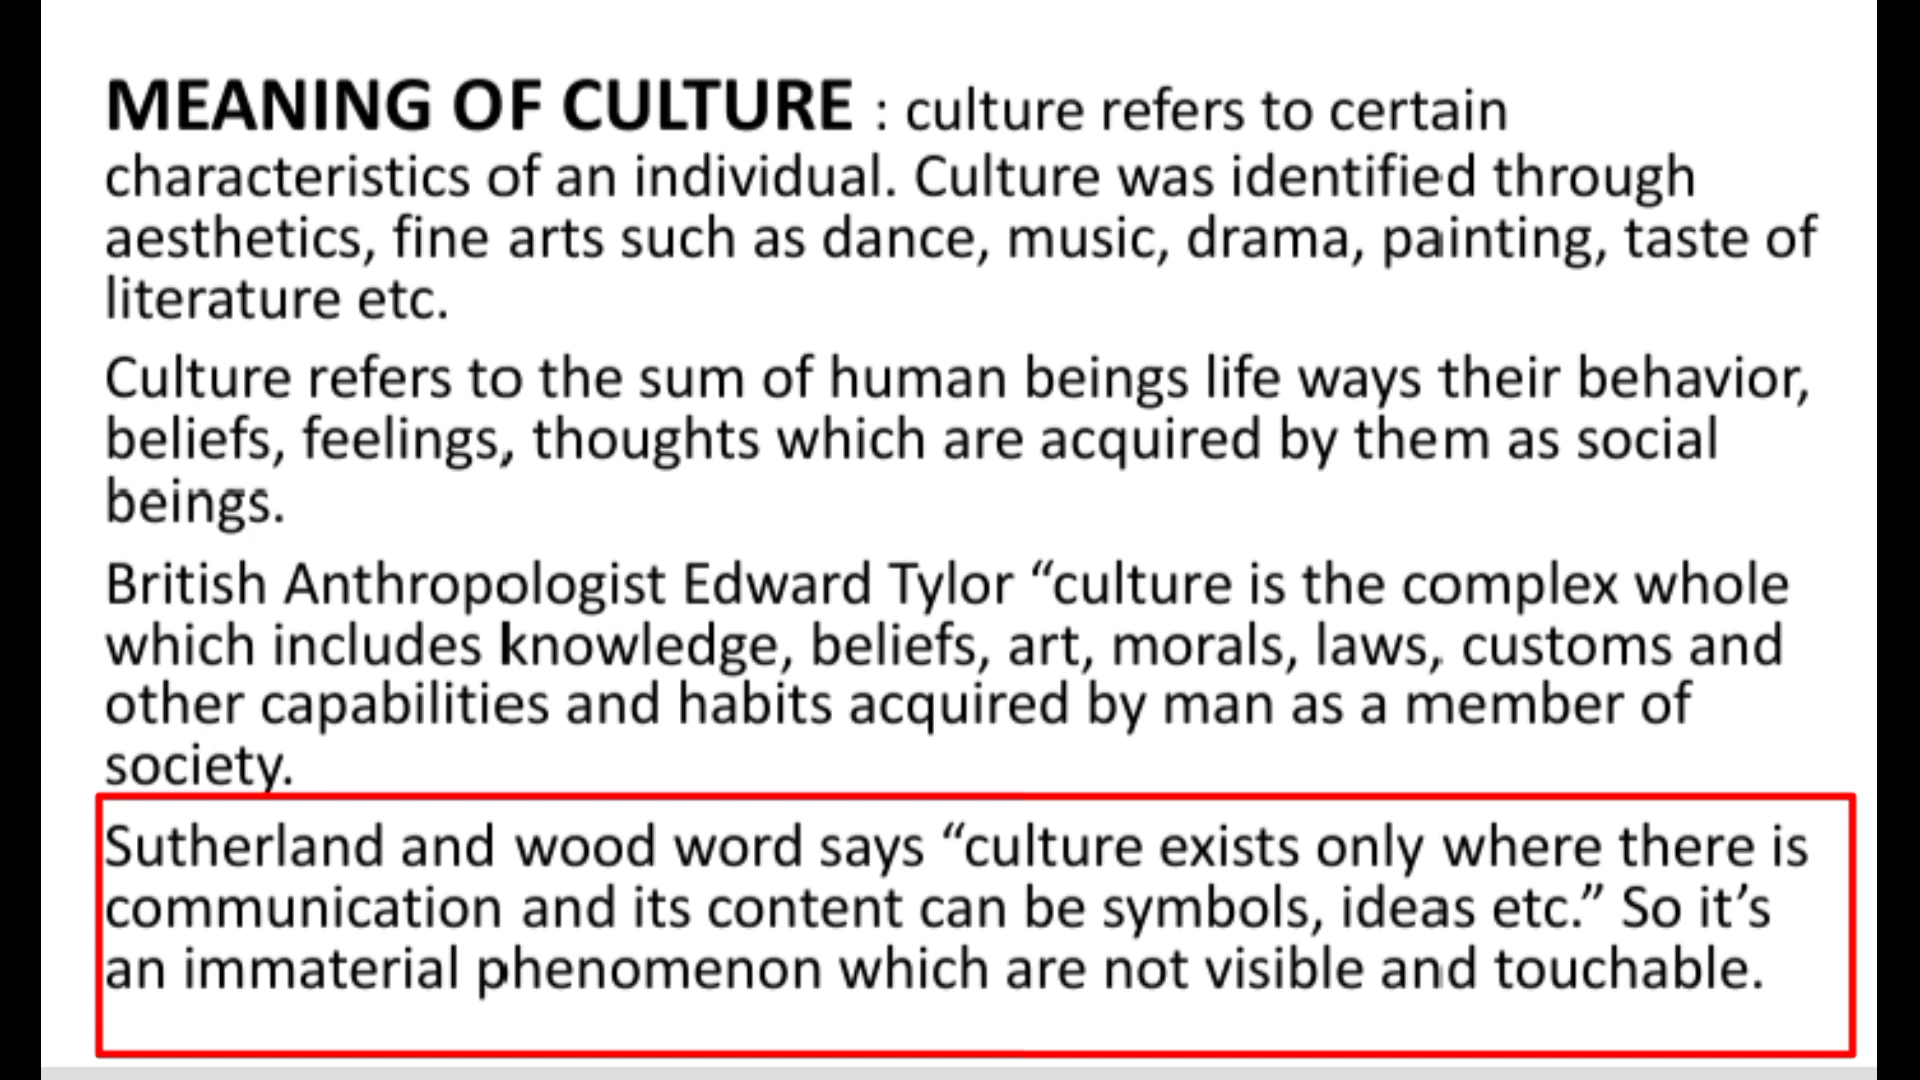 MEANING OF CULTURE : culture refers to certain
characteristics of an individual. Culture was identified through
aesthetics, fine arts such as dance, music, drama, painting, taste of
literature etc.
Culture refers to the sum of human beings life ways their behavior,
beliefs, feelings, thoughts which are acquired by them as social
beings.
British Anthropologist Edward Tylor “culture is the complex whole
which includes knowledge, beliefs, art, morals, laws, customs and
other capabilities and habits acquired by man as a member of
society.
Sutherland and wood word says “culture exists only where there is
communication and its content can be symbols, ideas etc.” So it’s
an immaterial phenomenon which are not visible and touchable.